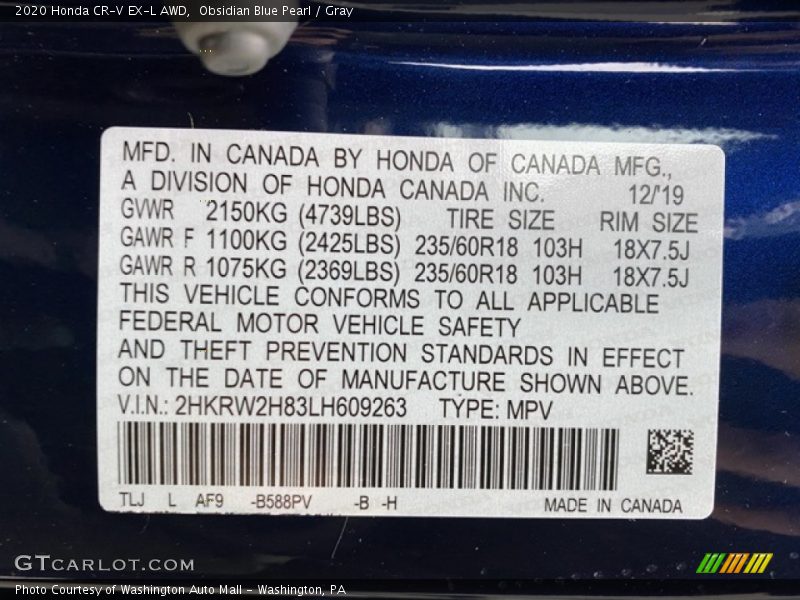 2020 Honda CR-V EX-L AWD, Obsidian Blue Pearl / Gray
MFD. IN CANADA BY HONDA OF CANADA MFG.,
A DIVISION OF HONDA CANADA INC. 12/'19
GVWR 2150KG (4739LBS) TIRE SIZE RIM SIZE
GAWR F 1100KG (2425LBS) 235/60R18 103H 18X7.5J
GAWR R 1075KG (2369LBS) 235/60R18 103H 18X7.5J
THIS VEHICLE CONFORMS TO ALL APPLICABLE
FEDERAL MOTOR VEHICLE SAFETY
AND THEFT PREVENTION STANDARDS IN EFFECT
ON THE DATE OF MANUFACTURE SHOWN ABOVE.
V.I.N.: 2HKRW2H83LH609263 TYPE: MPV
TLJ L AF9 -B588PV -B -H MADE IN CANADA
GTCARLOT.COM
Photo Courtesy of Washington Auto Mall - Washington, PA